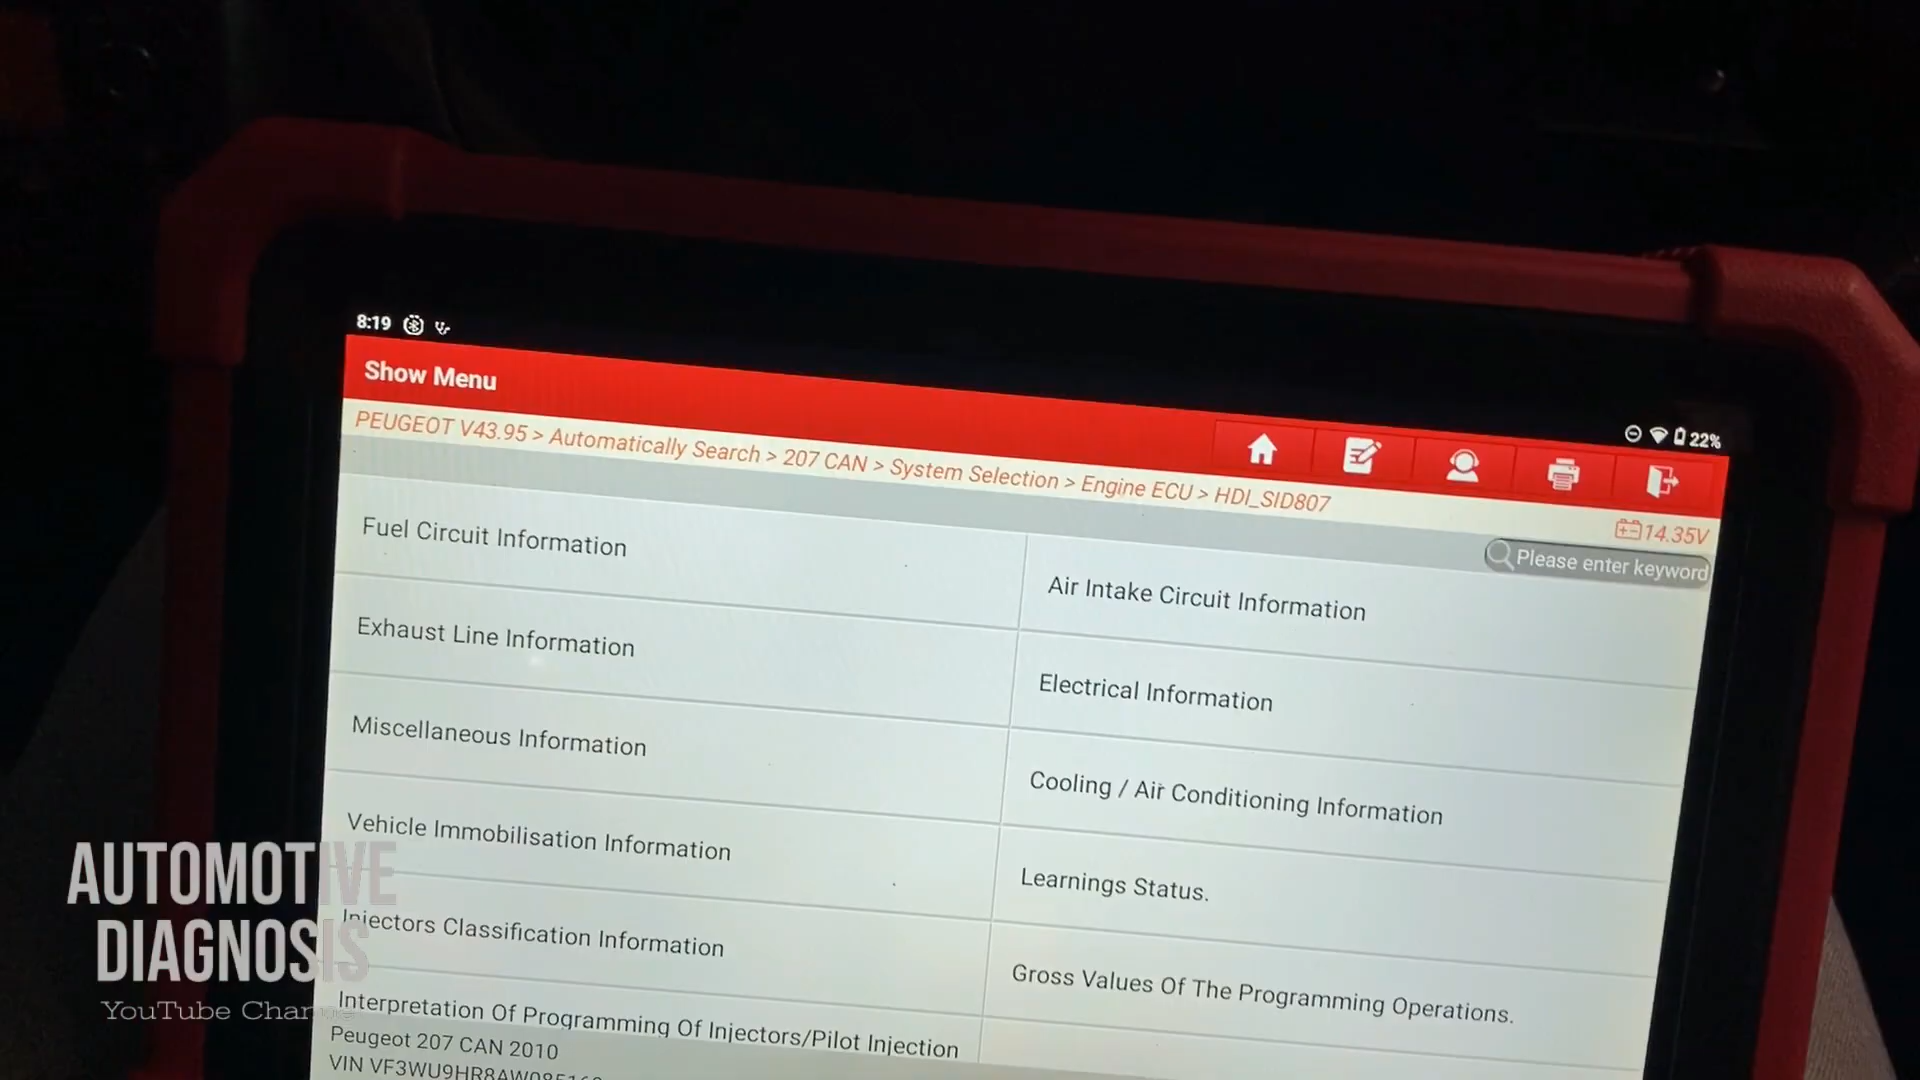 8:19
22%
Show Menu
PEUGEOT V43.95 > Automatically Search > 207 CAN > System Selection > Engine ECU > HDI_SID807
14.35V
Please enter keyword
Fuel Circuit Information
Air Intake Circuit Information
Exhaust Line Information
Electrical Information
Miscellaneous Information
Cooling / Air Conditioning Information
Vehicle Immobilisation Information
Learnings Status.
Injectors Classification Information
Gross Values Of The Programming Operations.
Interpretation Of Programming Of Injectors/Pilot Injection
Peugeot 207 CAN 2010
VIN
AUTOMOTIVE
DIAGNOSIS
YouTube Channel